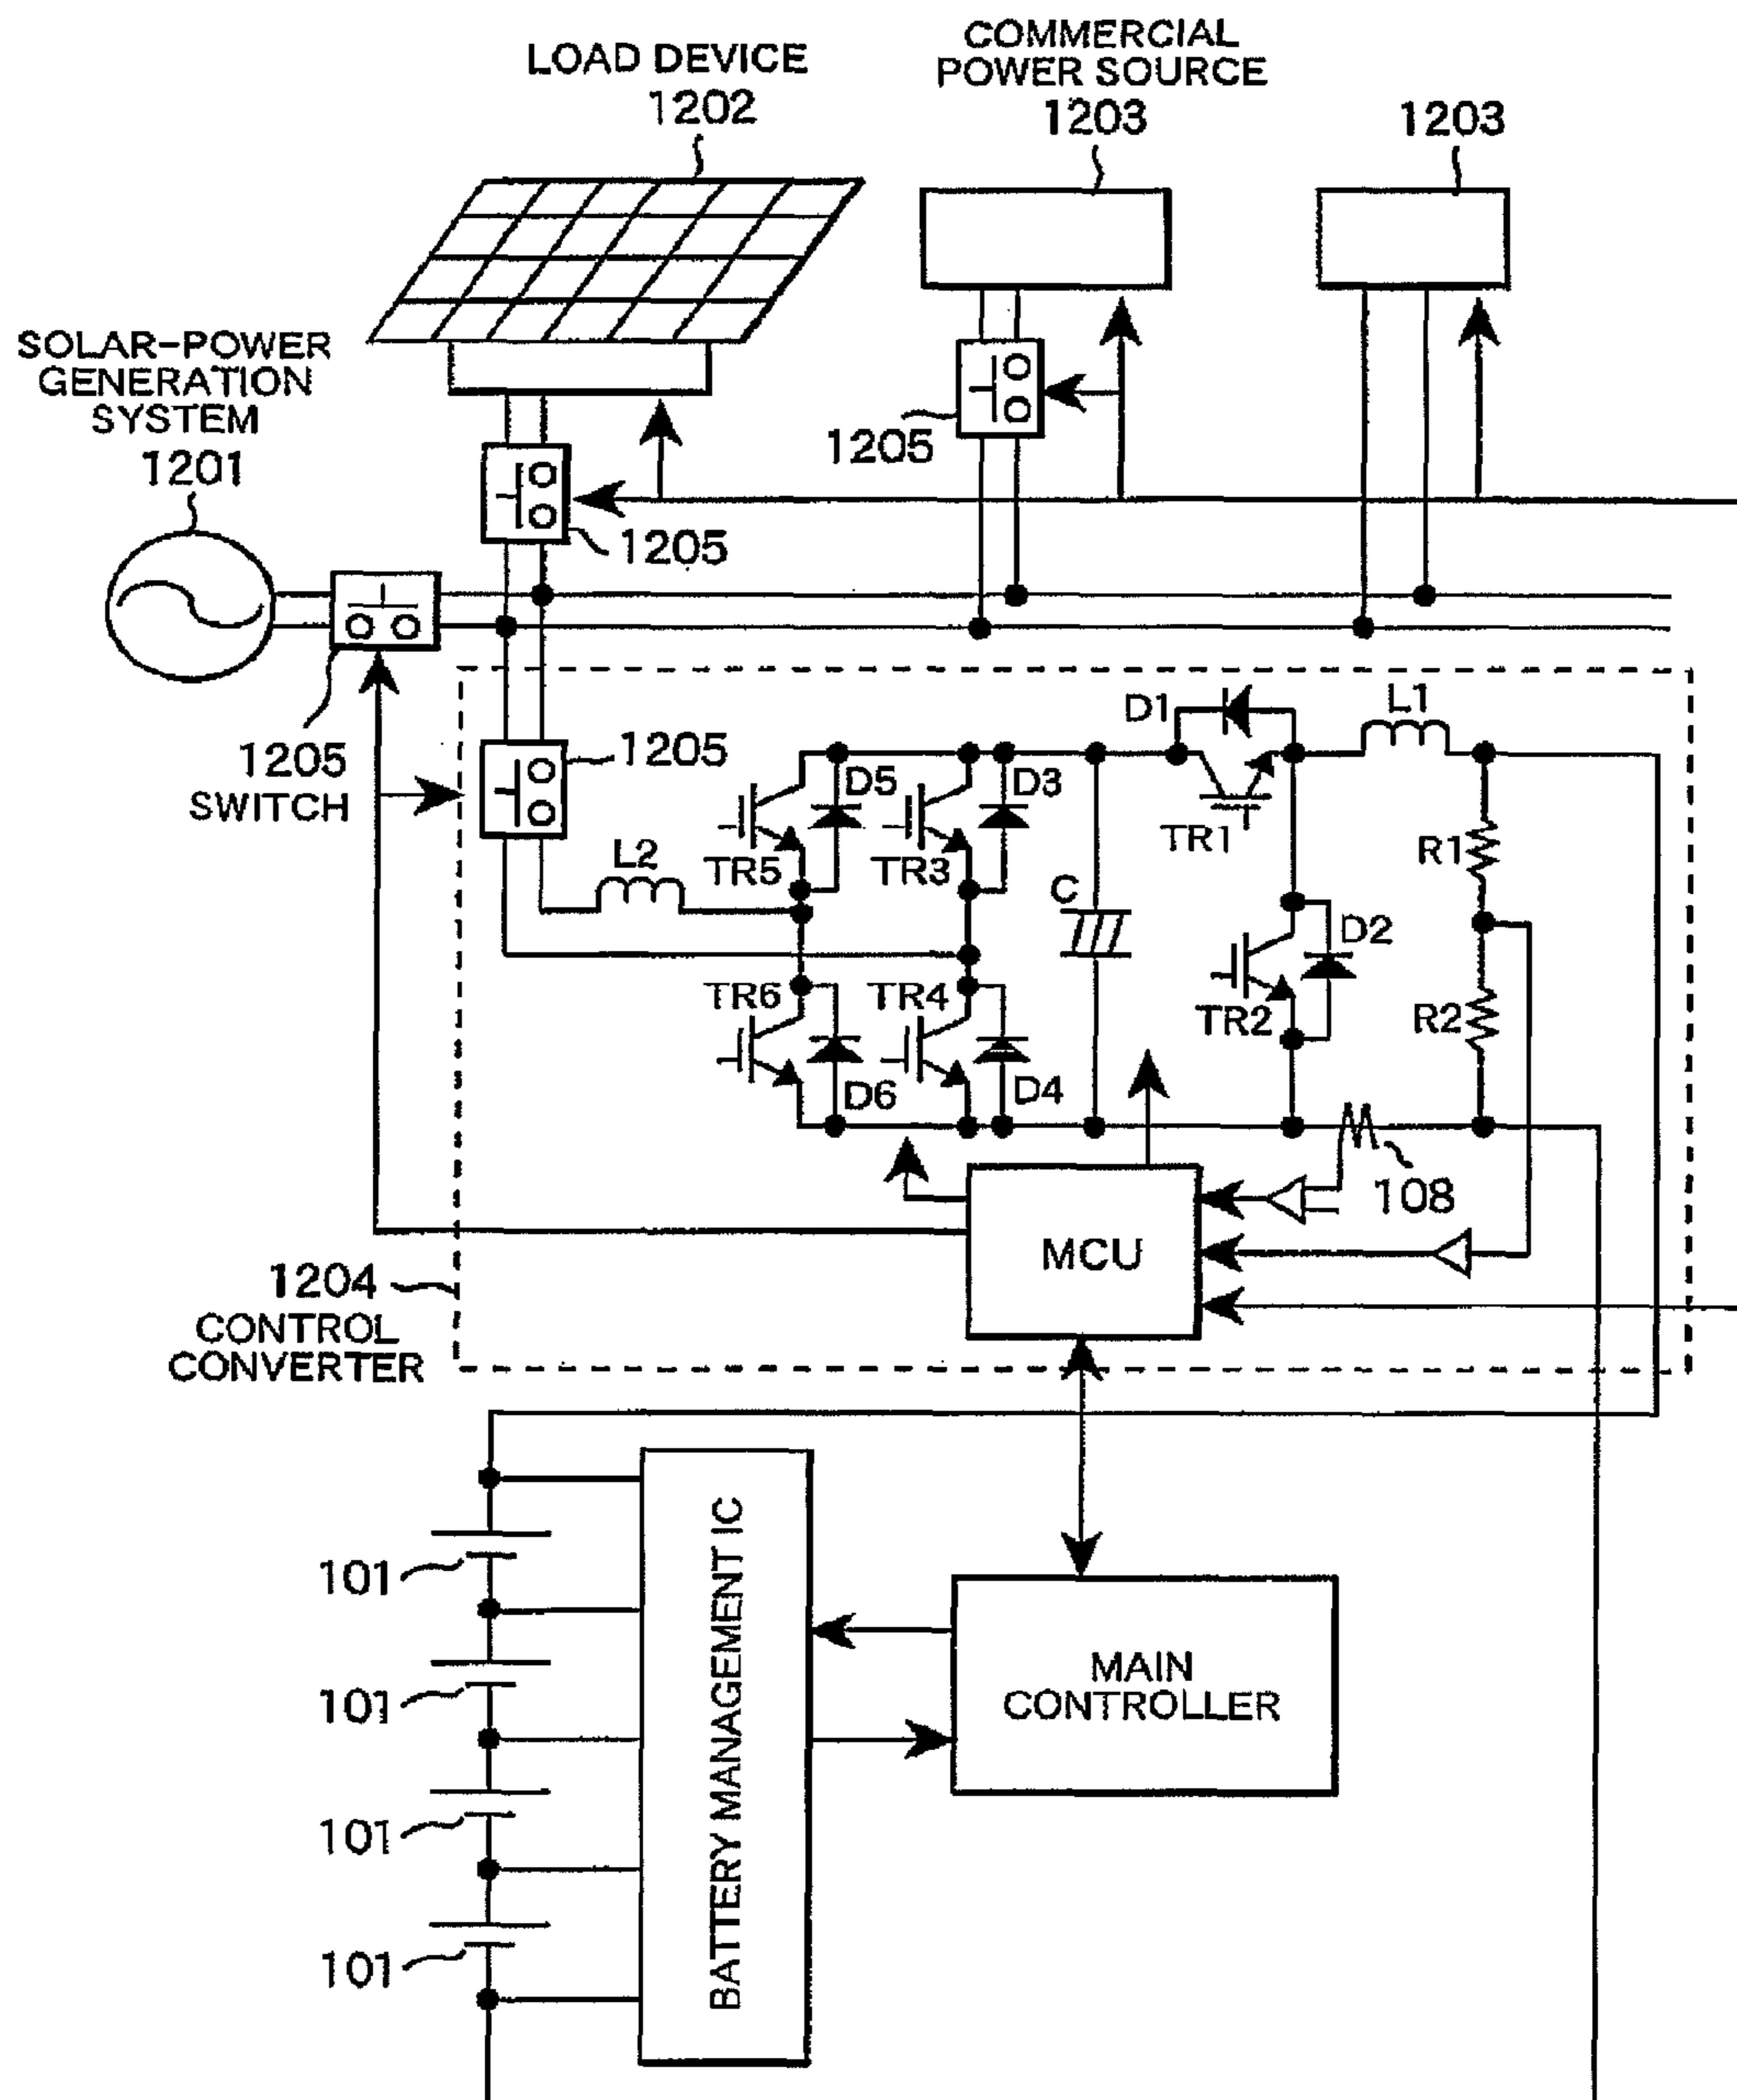 LOAD DEVICE
1202
COMMERCIAL
POWER SOURCE
1203
1203
SOLAR-POWER
GENERATION
SYSTEM
1201
1205
1205
1205
SWITCH
1205
D1
L1
D5
D3
TR5
TR3
TR1
R1
L2
C
D2
TR6
TR4
TR2
R2
D6
D4
108
MCU
1204
CONTROL
CONVERTER
101
101
101
101
BATTERY MANAGEMENT IC
MAIN
CONTROLLER